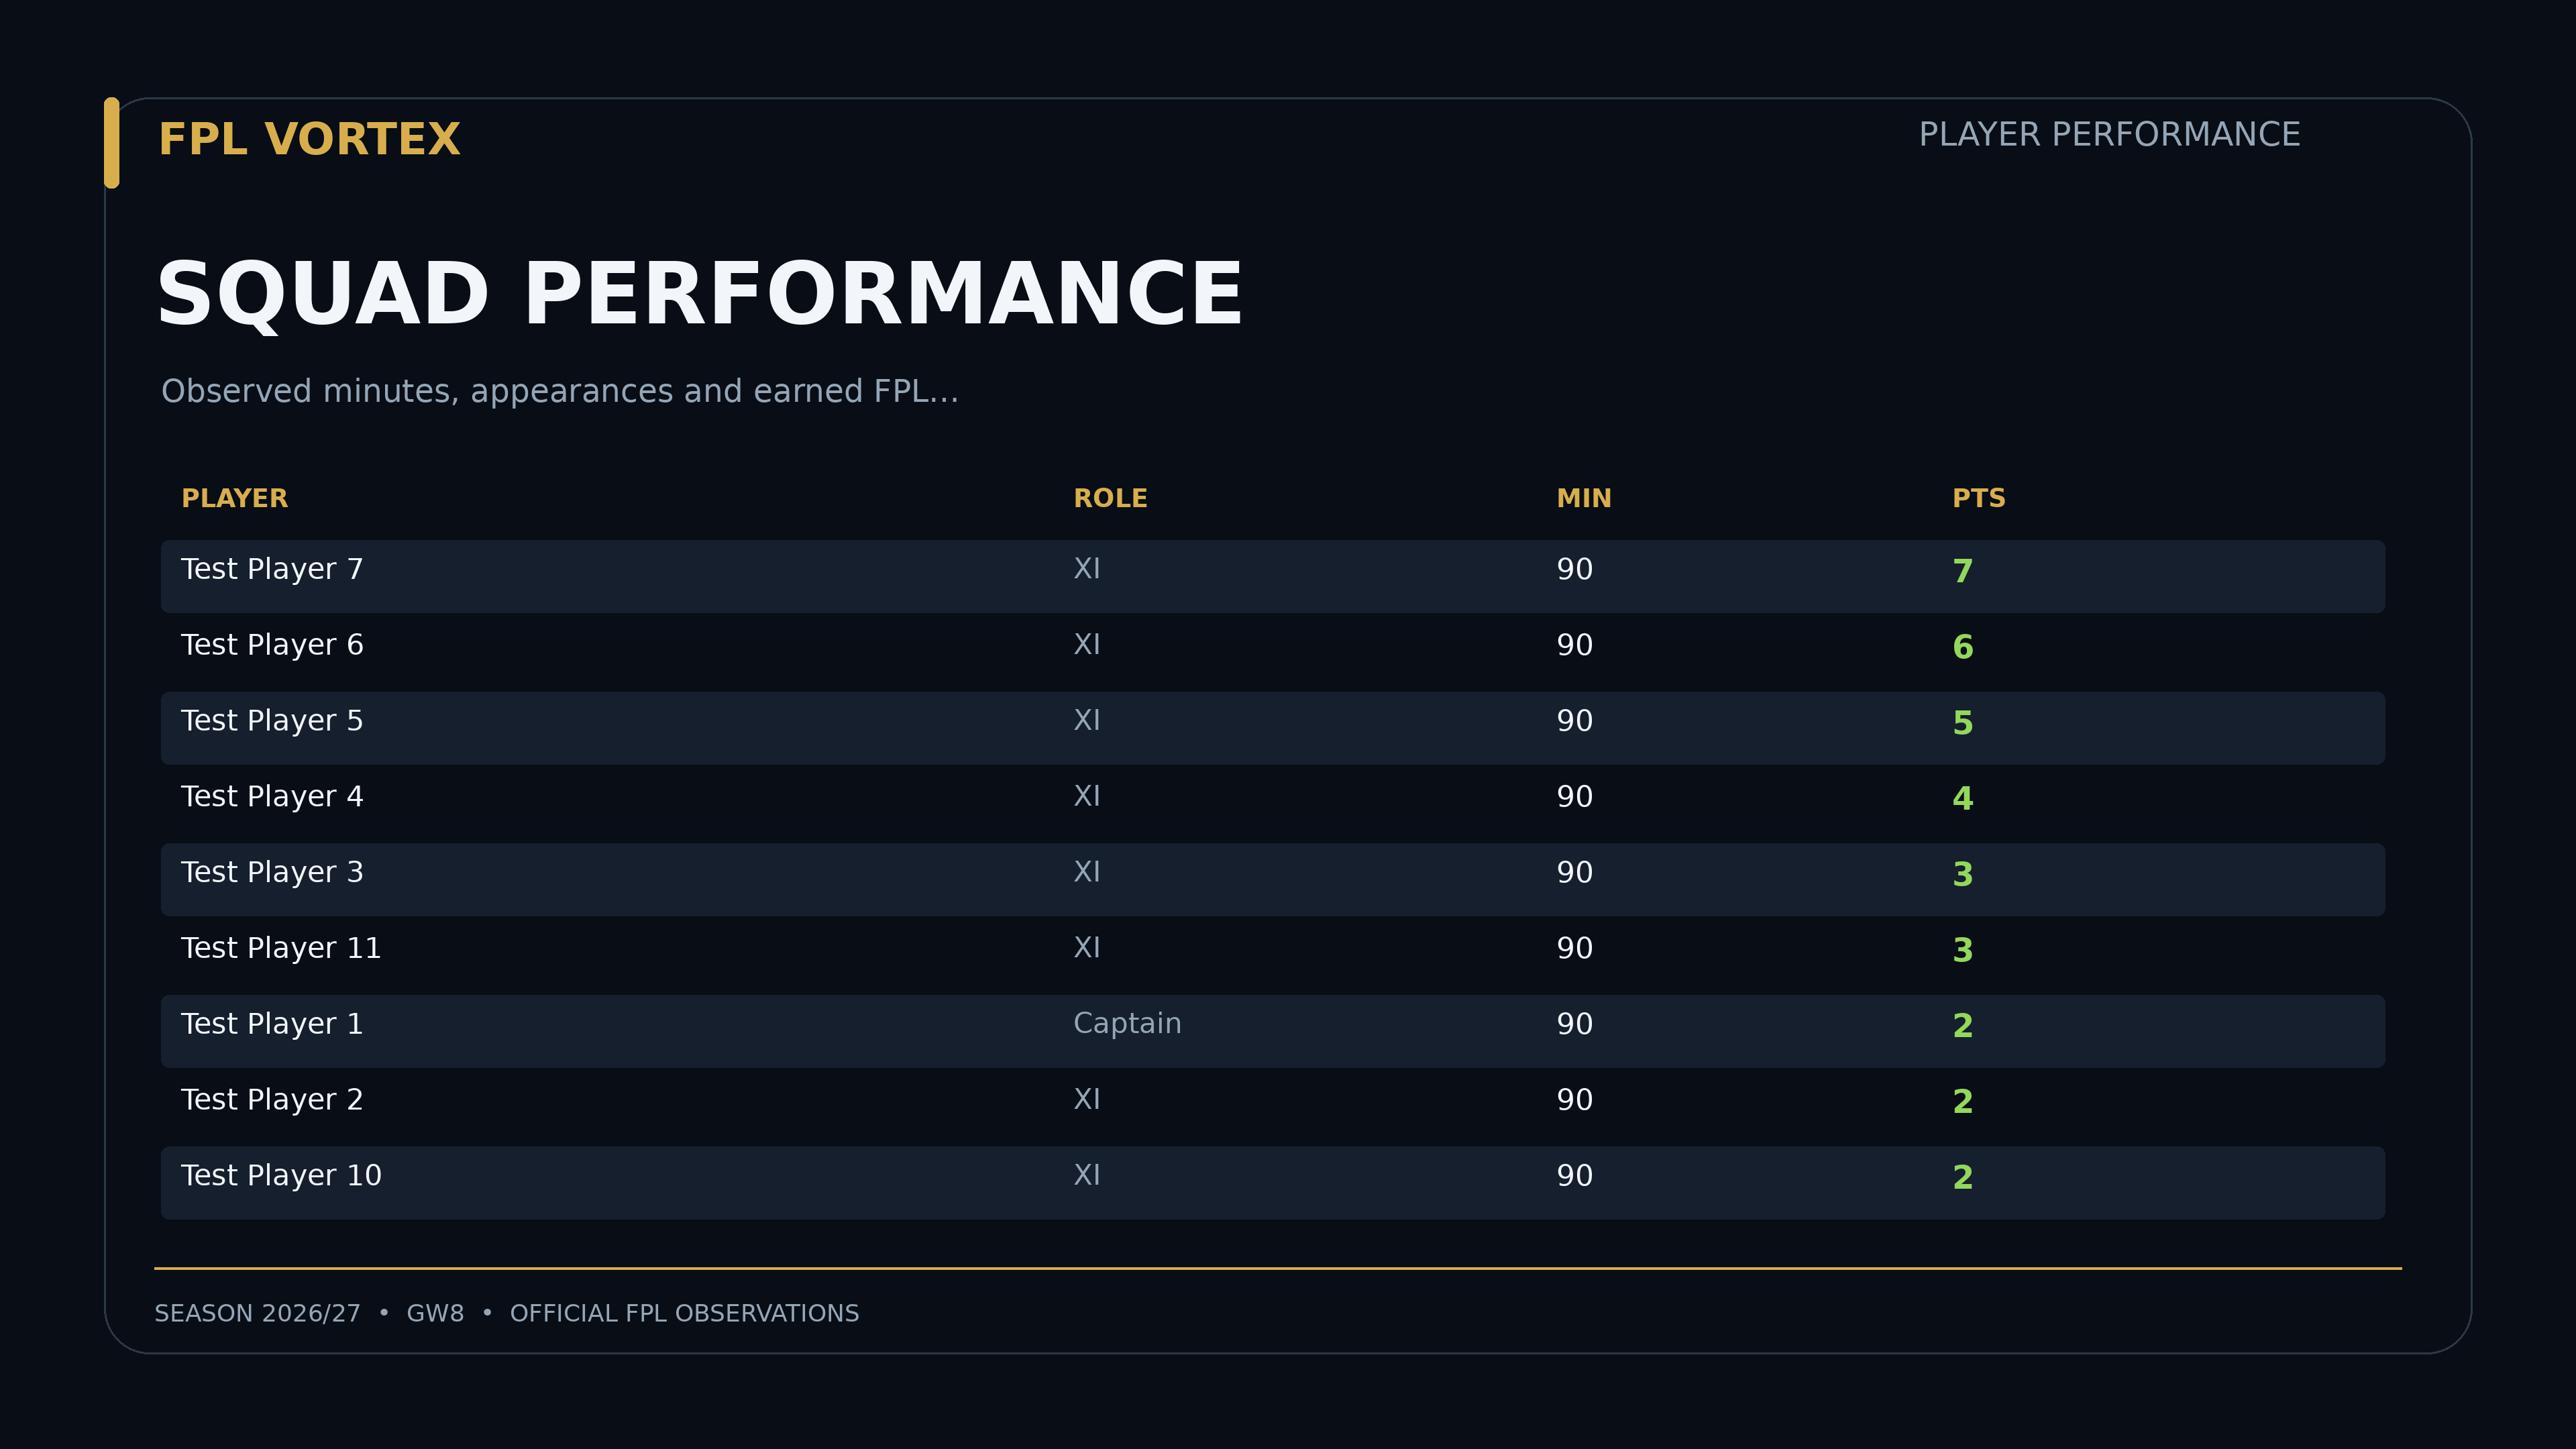 FPL VORTEX
PLAYER PERFORMANCE
SQUAD PERFORMANCE
Observed minutes, appearances and earned FPL...
PLAYER ROLE MIN PTS
Test Player 7 XI 90 7
Test Player 6 XI 90 6
Test Player 5 XI 90 5
Test Player 4 XI 90 4
Test Player 3 XI 90 3
Test Player 11 XI 90 3
Test Player 1 Captain 90 2
Test Player 2 XI 90 2
Test Player 10 XI 90 2
SEASON 2026/27 • GW8 • OFFICIAL FPL OBSERVATIONS